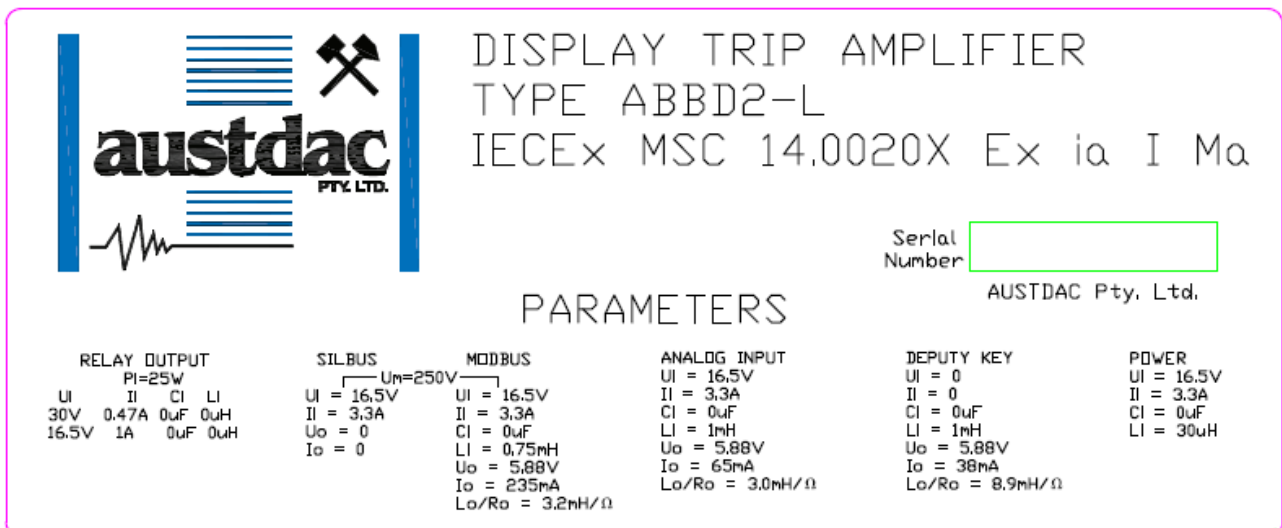 austdac
PTY. LTD.
DISPLAY TRIP AMPLIFIER
TYPE ABBD2-L
IECEx MSC 14.0020X Ex ia I Ma
Serial
Number
AUSTDAC Pty. Ltd.
PARAMETERS
RELAY OUTPUT
Pi=25W
Ui Ii Ci Li
30V 0.47A 0uF 0uH
16.5V 1A 0uF 0uH
SILBUS MODBUS
Um=250V
Ui = 16.5V
Ii = 3.3A
Uo = 0
Io = 0
Ui = 16.5V
Ii = 3.3A
Ci = 0uF
Li = 0.75mH
Uo = 5.88V
Io = 235mA
Lo/Ro = 3.2mH/Ω
ANALOG INPUT
Ui = 16.5V
Ii = 3.3A
Ci = 0uF
Li = 1mH
Uo = 5.88V
Io = 65mA
Lo/Ro = 3.0mH/Ω
DEPUTY KEY
Ui = 0
Ii = 0
Ci = 0uF
Li = 1mH
Uo = 5.88V
Io = 38mA
Lo/Ro = 8.9mH/Ω
POWER
Ui = 16.5V
Ii = 3.3A
Ci = 0uF
Li = 30uH